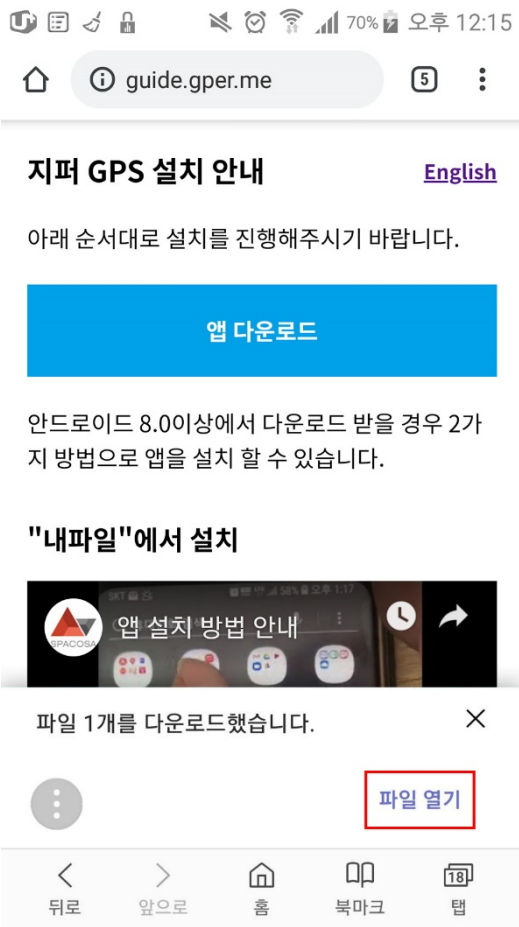 70% 오후 12:15
guide.gper.me
5
지퍼 GPS 설치 안내
English
아래 순서대로 설치를 진행해주시기 바랍니다.
앱 다운로드
안드로이드 8.0이상에서 다운로드 받을 경우 2가
지 방법으로 앱을 설치 할 수 있습니다.
"내파일"에서 설치
SKT 58% 오후 1:17
SPACOSA
앱 설치 방법 안내
파일 1개를 다운로드했습니다.
파일 열기
18
뒤로 앞으로 홈 북마크 탭